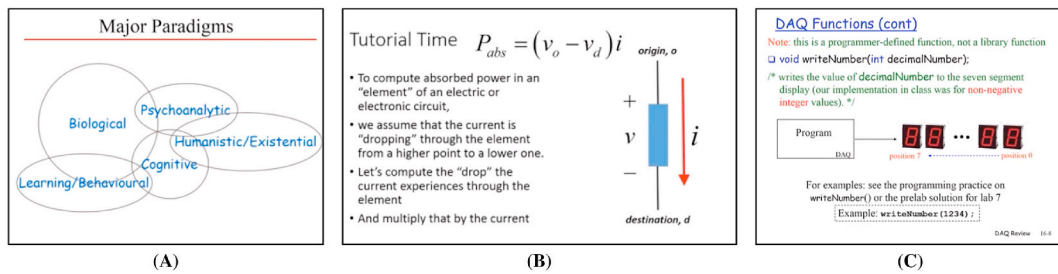 Major Paradigms
Psychoanalytic
Biological
Humanistic/Existential
Cognitive
Learning/Behavioural
(A)
Tutorial Time
P_abs = (v_o − v_d)i
origin, o
• To compute absorbed power in an
“element” of an electric or
electronic circuit,
• we assume that the current is
“dropping” through the element
from a higher point to a lower one.
• Let’s compute the “drop” the
current experiences through the
element
• And multiply that by the current
+
v
−
i
destination, d
(B)
DAQ Functions (cont)
Note: this is a programmer-defined function, not a library function
❑ void writeNumber(int decimalNumber);
/* writes the value of decimalNumber to the seven segment
display (our implementation in class was for non-negative
integer values). */
Program
DAQ
8 8 ••• 8 8
position 7
position 0
For examples: see the programming practice on
writeNumber() or the prelab solution for lab 7
Example: writeNumber(1234);
DAQ Review 16-8
(C)